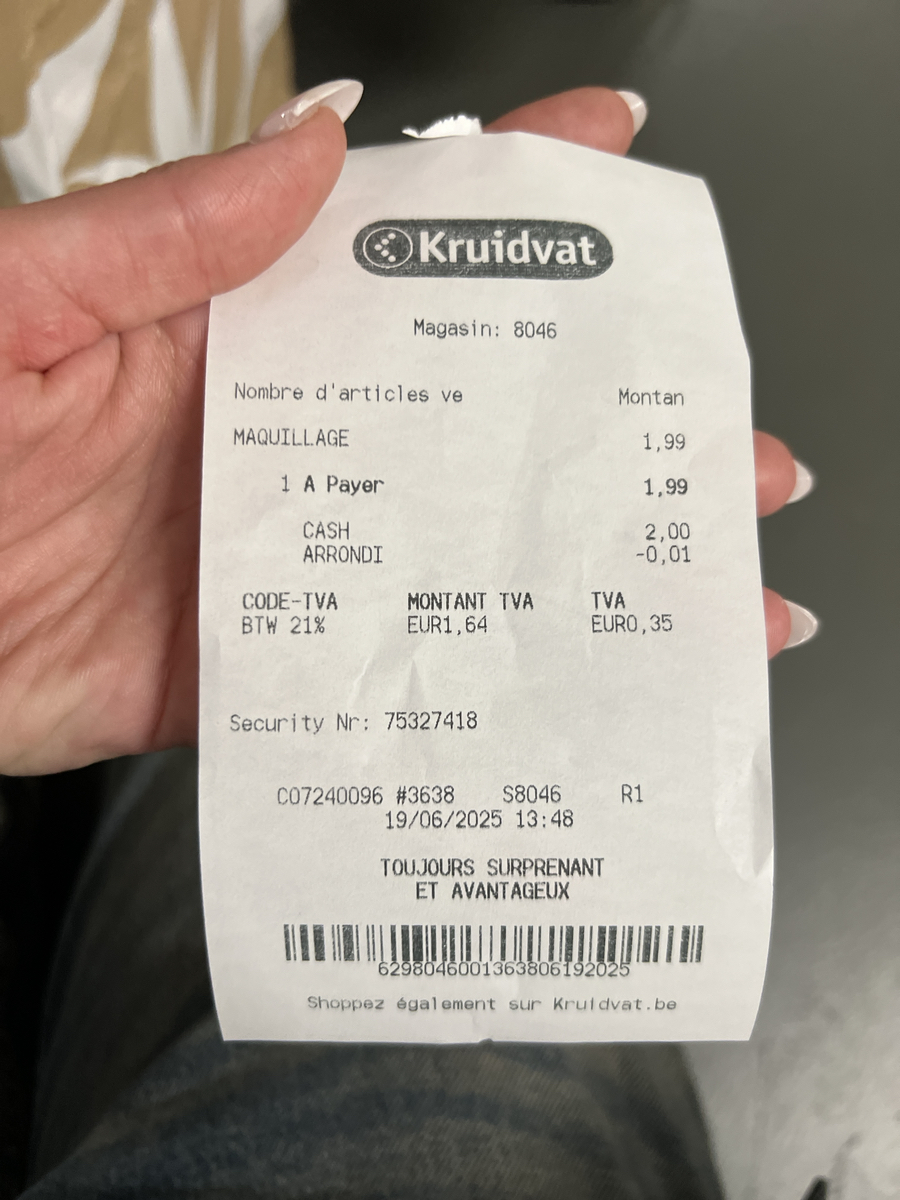 Kruidvat
Magasin: 8046
Nombre d'articles ve Montan
MAQUILLAGE 1,99
1 A Payer 1,99
CASH 2,00
ARRONDI -0,01
CODE-TVA MONTANT TVA TVA
BTW 21% EUR1,64 EUR0,35
Security Nr: 75327418
C07240096 #3638 S8046 R1
19/06/2025 13:48
TOUJOURS SURPRENANT
ET AVANTAGEUX
6298046001363806192025
Shoppez également sur Kruidvat.be